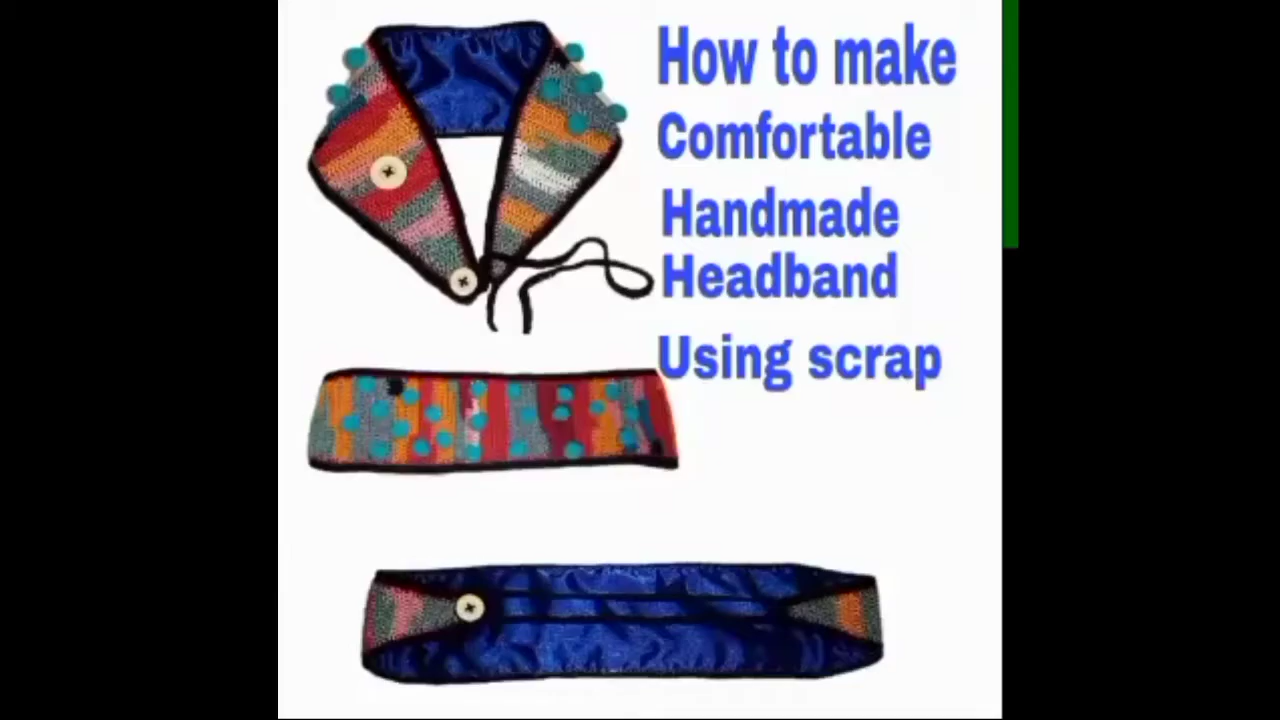 How to make
Comfortable
Handmade
Headband
Using scrap